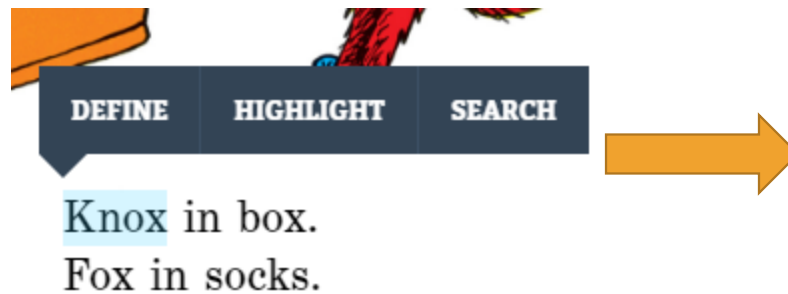 DEFINE HIGHLIGHT SEARCH
Knox in box.
Fox in socks.